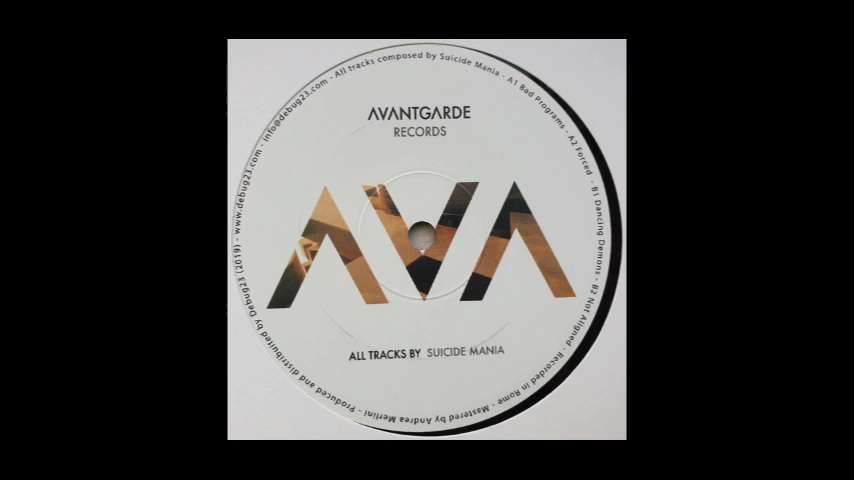 AVANTGARDE
RECORDS
AVA
ALL TRACKS BY SUICIDE MANIA
Produced and distributed by Debug23 (2019) - www.debug23.com - info@debug23.com - All tracks composed by Suicide Mania - A1 Bad Programs - A2 Forced - B1 Dancing Demons - B2 Not Aligned - Recorded in Rome - Mastered by Andrea Merlini -